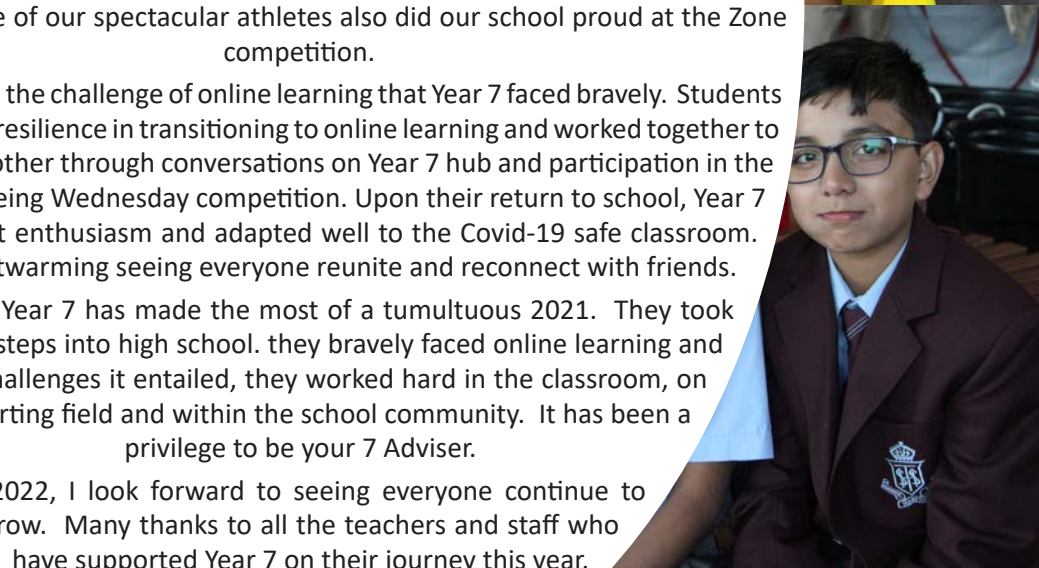 of our spectacular athletes also did our school proud at the Zone
competition.
the challenge of online learning that Year 7 faced bravely. Students
resilience in transitioning to online learning and worked together to
other through conversations on Year 7 hub and participation in the
eing Wednesday competition. Upon their return to school, Year 7
t enthusiasm and adapted well to the Covid-19 safe classroom.
twarming seeing everyone reunite and reconnect with friends.
Year 7 has made the most of a tumultuous 2021. They took
steps into high school. they bravely faced online learning and
hallenges it entailed, they worked hard in the classroom, on
rting field and within the school community. It has been a
privilege to be your 7 Adviser.
2022, I look forward to seeing everyone continue to
row. Many thanks to all the teachers and staff who
have supported Year 7 on their journey this year.